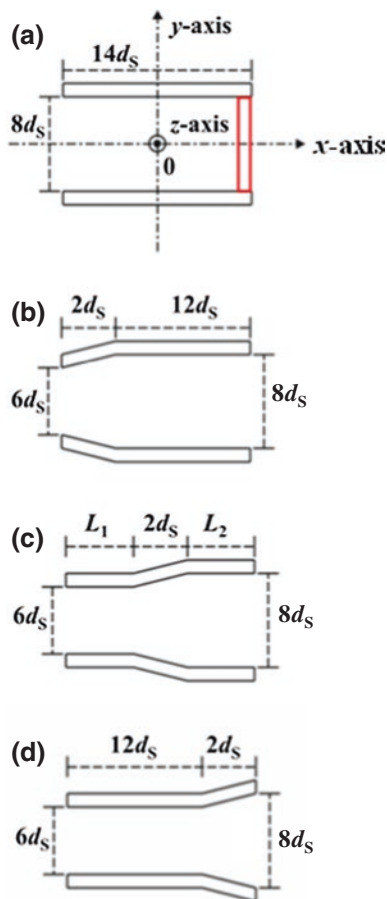 (a)
y-axis
14dS
8dS
z-axis
0
x-axis
(b)
2dS
12dS
6dS
8dS
(c)
L1
2dS
L2
6dS
8dS
(d)
12dS
2dS
6dS
8dS